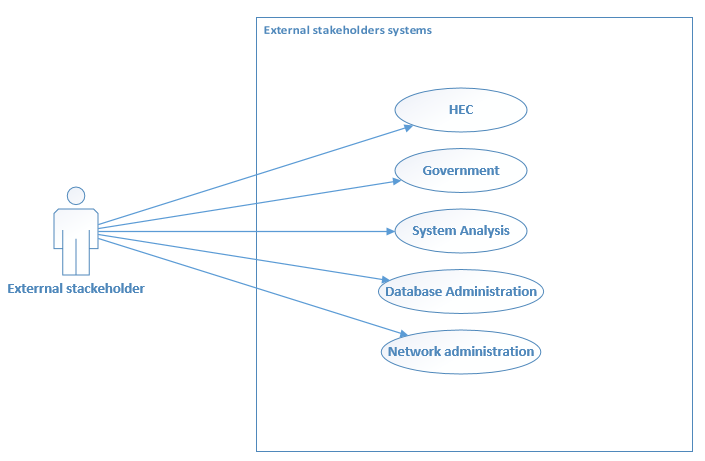 External stakeholders systems
HEC
Government
System Analysis
Database Administration
Network administration
Exterrnal stackeholder